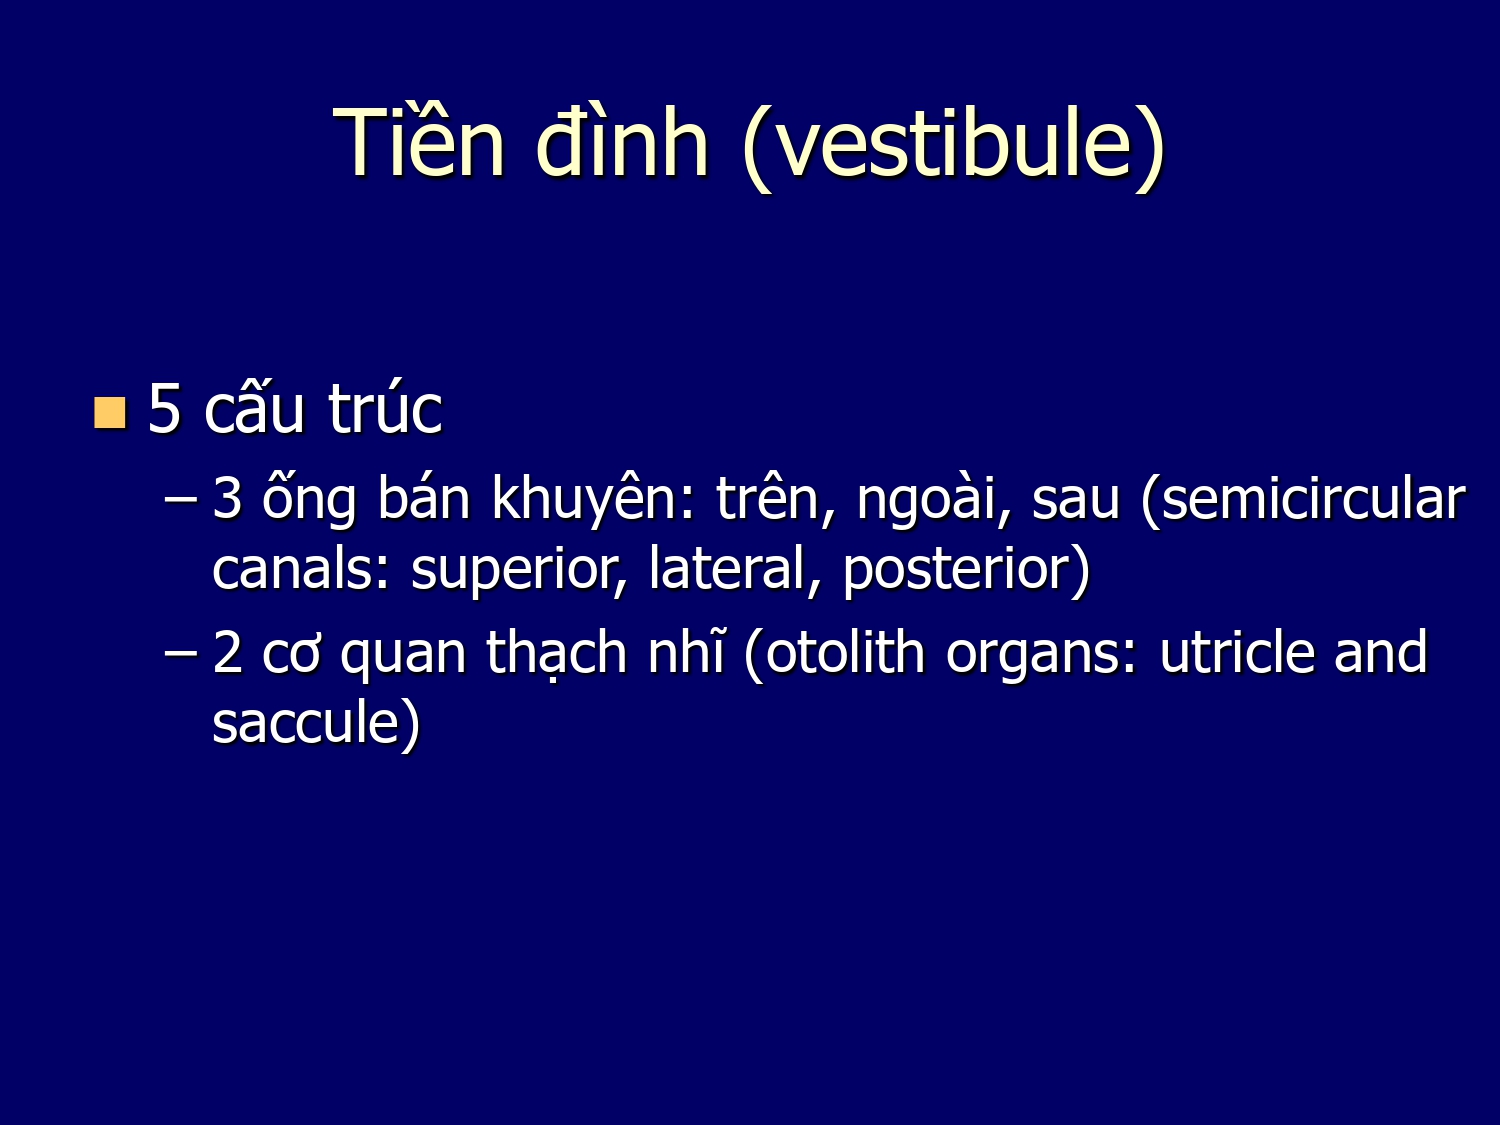 Tiền đình (vestibule)
5 cấu trúc
– 3 ống bán khuyên: trên, ngoài, sau (semicircular
canals: superior, lateral, posterior)
– 2 cơ quan thạch nhĩ (otolith organs: utricle and
saccule)